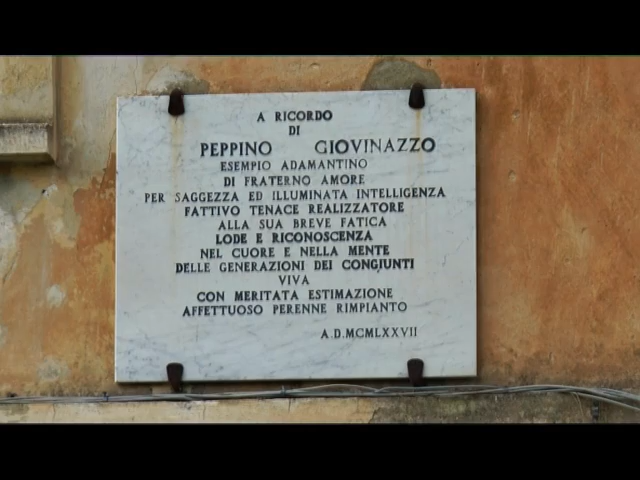 A RICORDO
DI
PEPPINO GIOVINAZZO
ESEMPIO ADAMANTINO
DI FRATERNO AMORE
PER SAGGEZZA ED ILLUMINATA INTELLIGENZA
FATTIVO TENACE REALIZZATORE
ALLA SUA BREVE FATICA
LODE E RICONOSCENZA
NEL CUORE E NELLA MENTE
DELLE GENERAZIONI DEI CONGIUNTI
VIVA
CON MERITATA ESTIMAZIONE
AFFETTUOSO PERENNE RIMPIANTO
A.D.MCMLXXVII